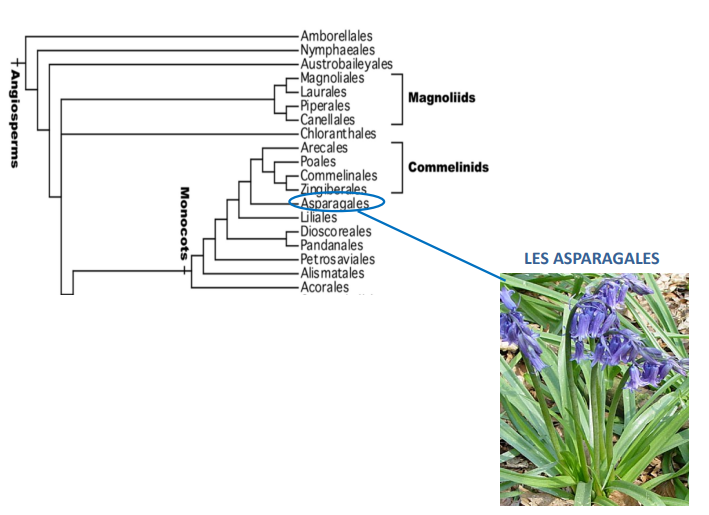 Amborellales
Nymphaeales
Austrobaileyales
Magnoliales
Laurales
Piperales
Canellales
Magnoliids
Chloranthales
Arecales
Poales
Commelinales
Zingiberales
Commelinids
Asparagales
Liliales
Dioscoreales
Pandanales
Petrosaviales
Alismatales
Acorales
Angiosperms
Monocots
LES ASPARAGALES